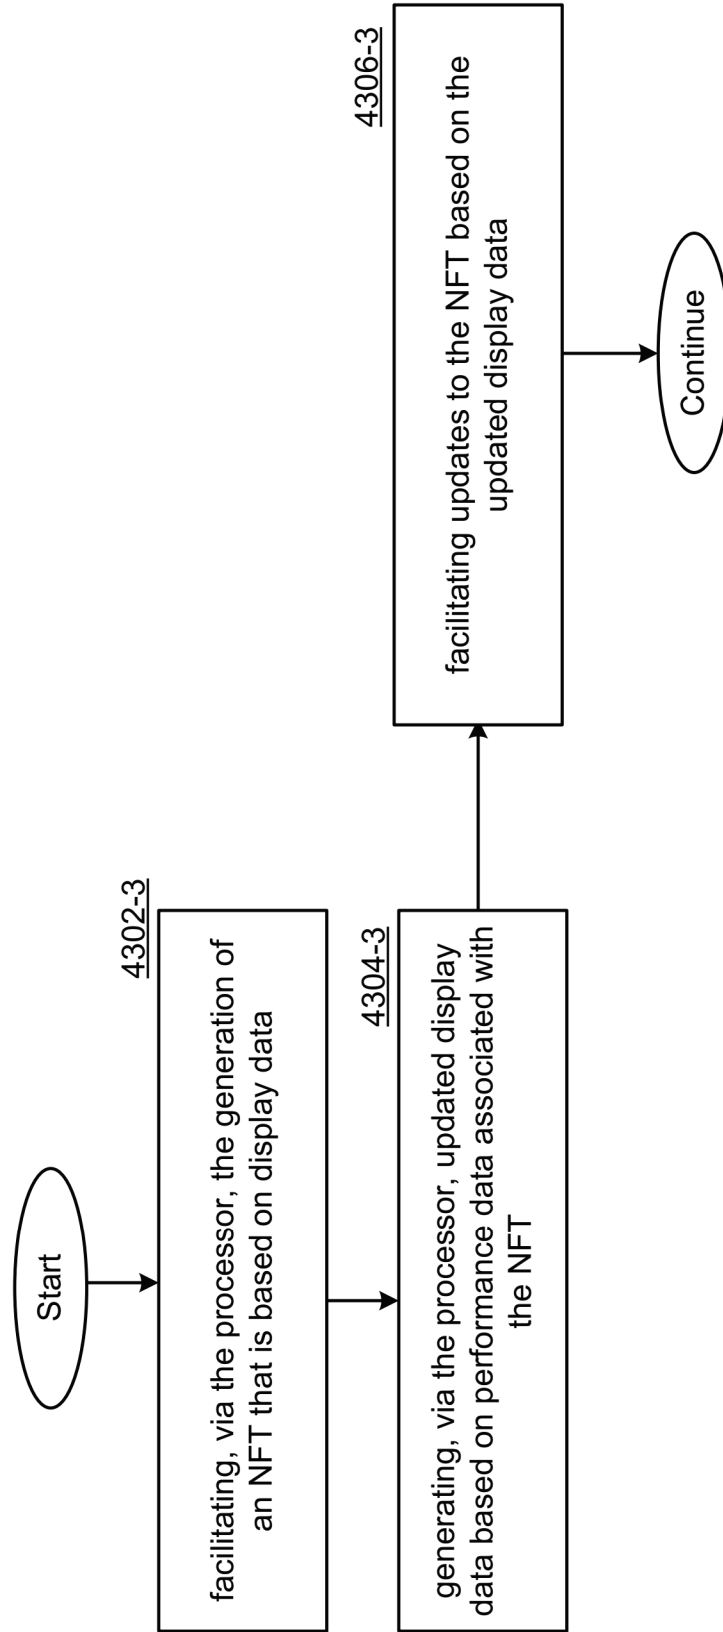 Start
4302-3
facilitating, via the processor, the generation of
an NFT that is based on display data
4304-3
generating, via the processor, updated display
data based on performance data associated with
the NFT
4306-3
facilitating updates to the NFT based on the
updated display data
Continue